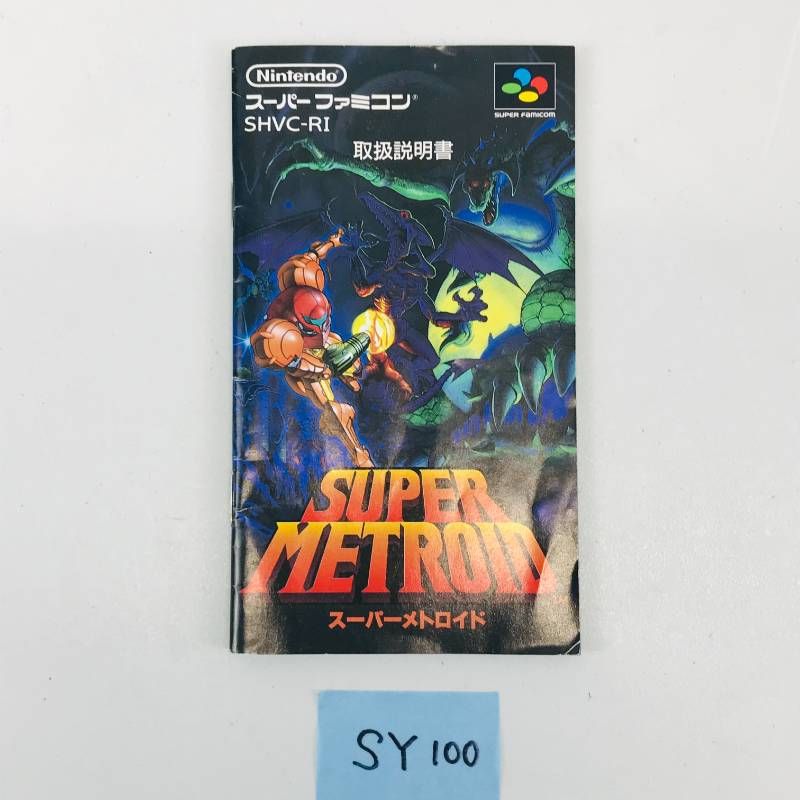 Nintendo®
スーパーファミコン®
SHVC-RI
SUPER FAMICOM
取扱説明書
SUPER
METROID
スーパーメトロイド
SY100